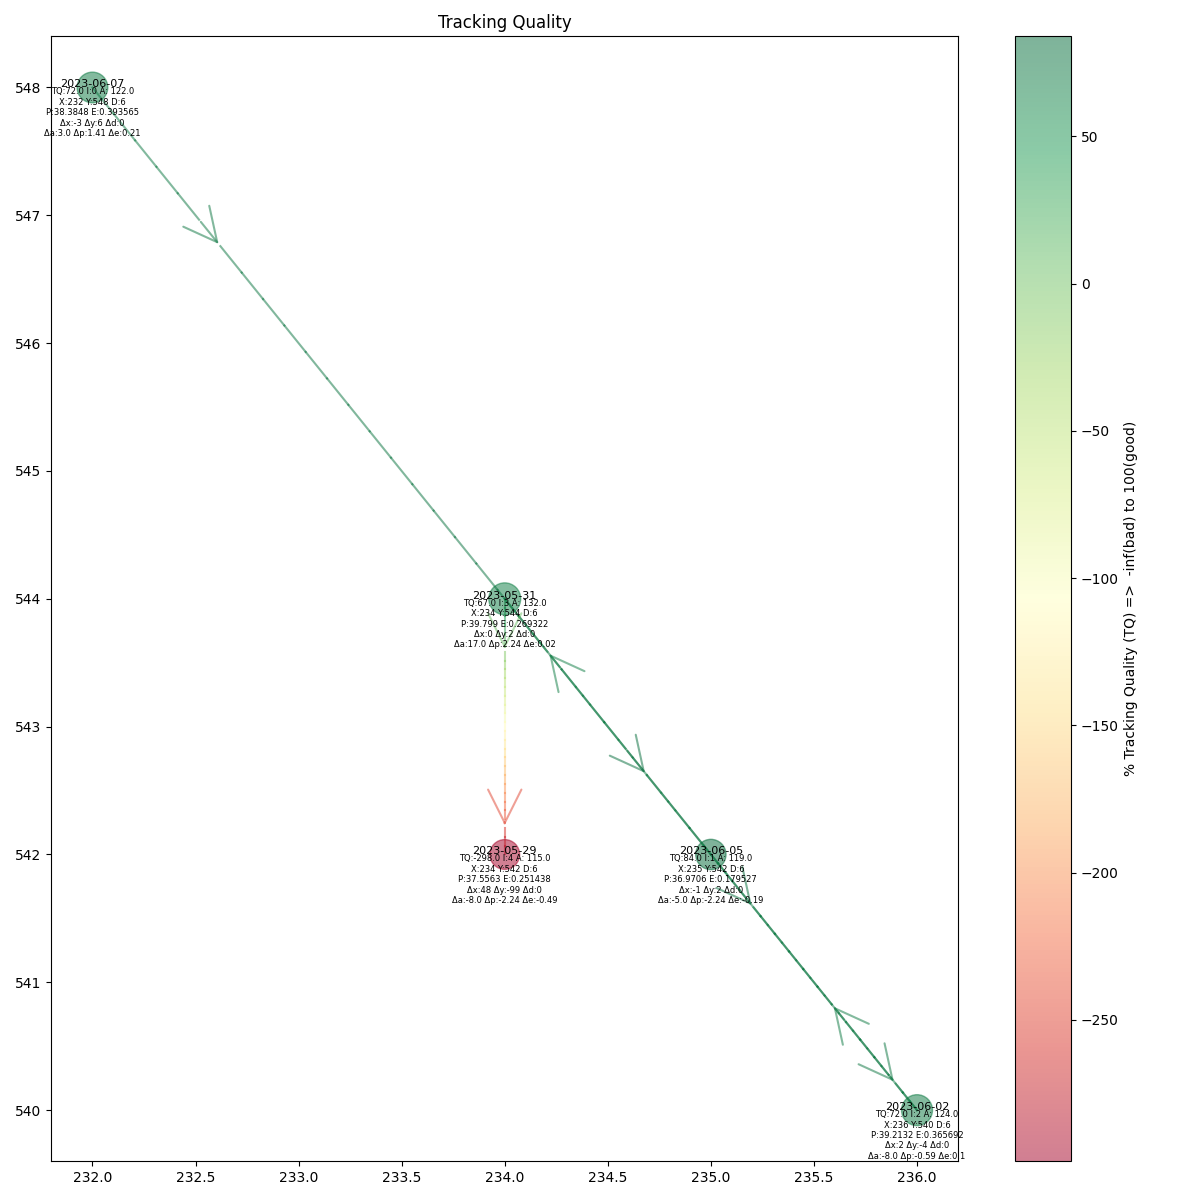 Tracking Quality
548
547
546
545
544
543
542
541
540
2023-06-07
TQ:72.0 I:0 A: 122.0
X:232 Y:548 D:6
P:38.3848 E:0.393565
Δx:-3 Δy:6 Δd:0
Δa:3.0 Δp:1.41 Δe:0.21
2023-05-31
TQ:67.0 I:3 A: 132.0
X:234 Y:544 D:6
P:39.799 E:0.269322
Δx:0 Δy:2 Δd:0
Δa:17.0 Δp:2.24 Δe:0.02
2023-05-29
TQ:-298.0 I:4 A: 115.0
X:234 Y:542 D:6
P:37.5563 E:0.251438
Δx:48 Δy:-99 Δd:0
Δa:-8.0 Δp:-2.24 Δe:-0.49
2023-06-05
TQ:84.0 I:1 A: 119.0
X:235 Y:542 D:6
P:36.9706 E:0.179527
Δx:-1 Δy:2 Δd:0
Δa:-5.0 Δp:-2.24 Δe:-0.19
2023-06-02
TQ:72.0 I:2 A: 124.0
X:236 Y:540 D:6
P:39.2132 E:0.365692
Δx:2 Δy:-4 Δd:0
Δa:-8.0 Δp:-0.59 Δe:0.1
232.0 232.5 233.0 233.5 234.0 234.5 235.0 235.5 236.0
50
0
−50
−100
−150
−200
−250
% Tracking Quality (TQ) => -inf(bad) to 100(good)